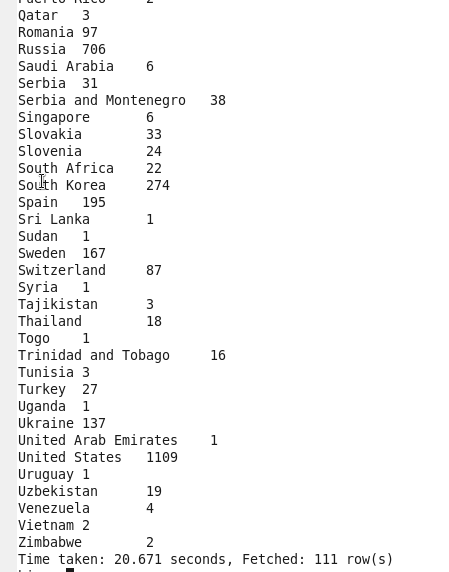 Puerto Rico 2
Qatar 3
Romania 97
Russia 706
Saudi Arabia 6
Serbia 31
Serbia and Montenegro 38
Singapore 6
Slovakia 33
Slovenia 24
South Africa 22
South Korea 274
Spain 195
Sri Lanka 1
Sudan 1
Sweden 167
Switzerland 87
Syria 1
Tajikistan 3
Thailand 18
Togo 1
Trinidad and Tobago 16
Tunisia 3
Turkey 27
Uganda 1
Ukraine 137
United Arab Emirates 1
United States 1109
Uruguay 1
Uzbekistan 19
Venezuela 4
Vietnam 2
Zimbabwe 2
Time taken: 20.671 seconds, Fetched: 111 row(s)